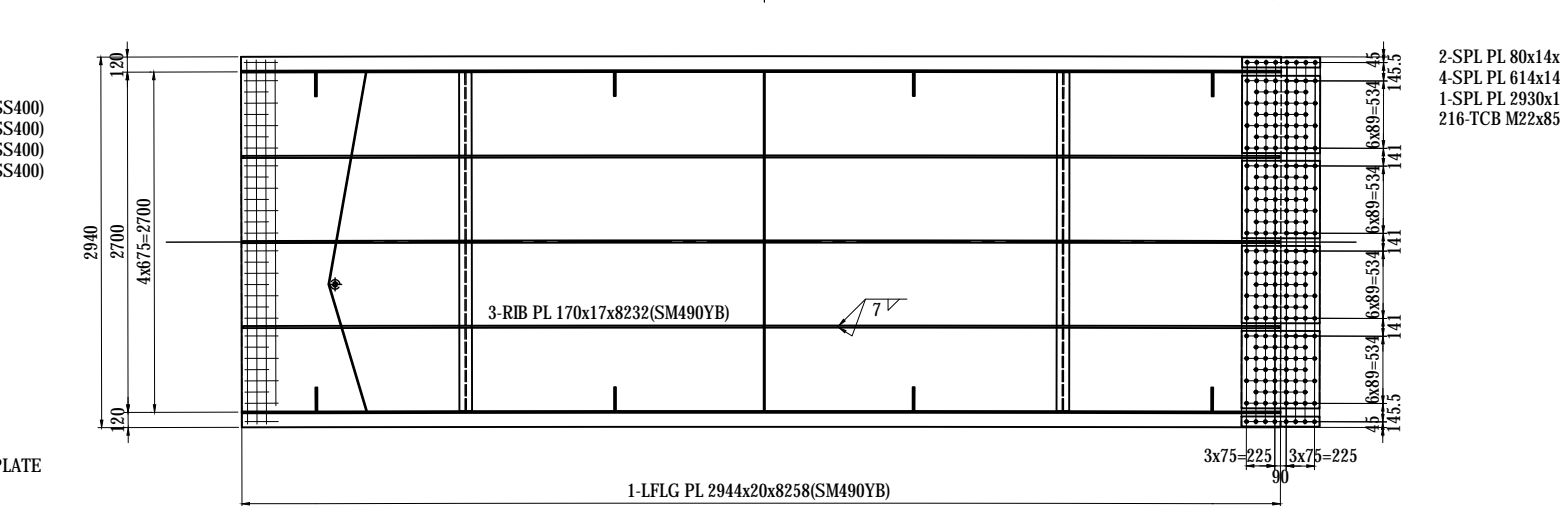 SS400)
SS400)
SS400)
SS400)
PLATE
120
2940
2700
4x675=2700
120
3-RIB PL 170x17x8232(SM490YB)
7
1-LFLG PL 2944x20x8258(SM490YB)
45
145.5
6x89=534
141
6x89=534
141
6x89=534
141
6x89=534
45
145.5
3x75=225
3x75=225
90
2-SPL PL 80x14x
4-SPL PL 614x14
1-SPL PL 2930x1
216-TCB M22x85